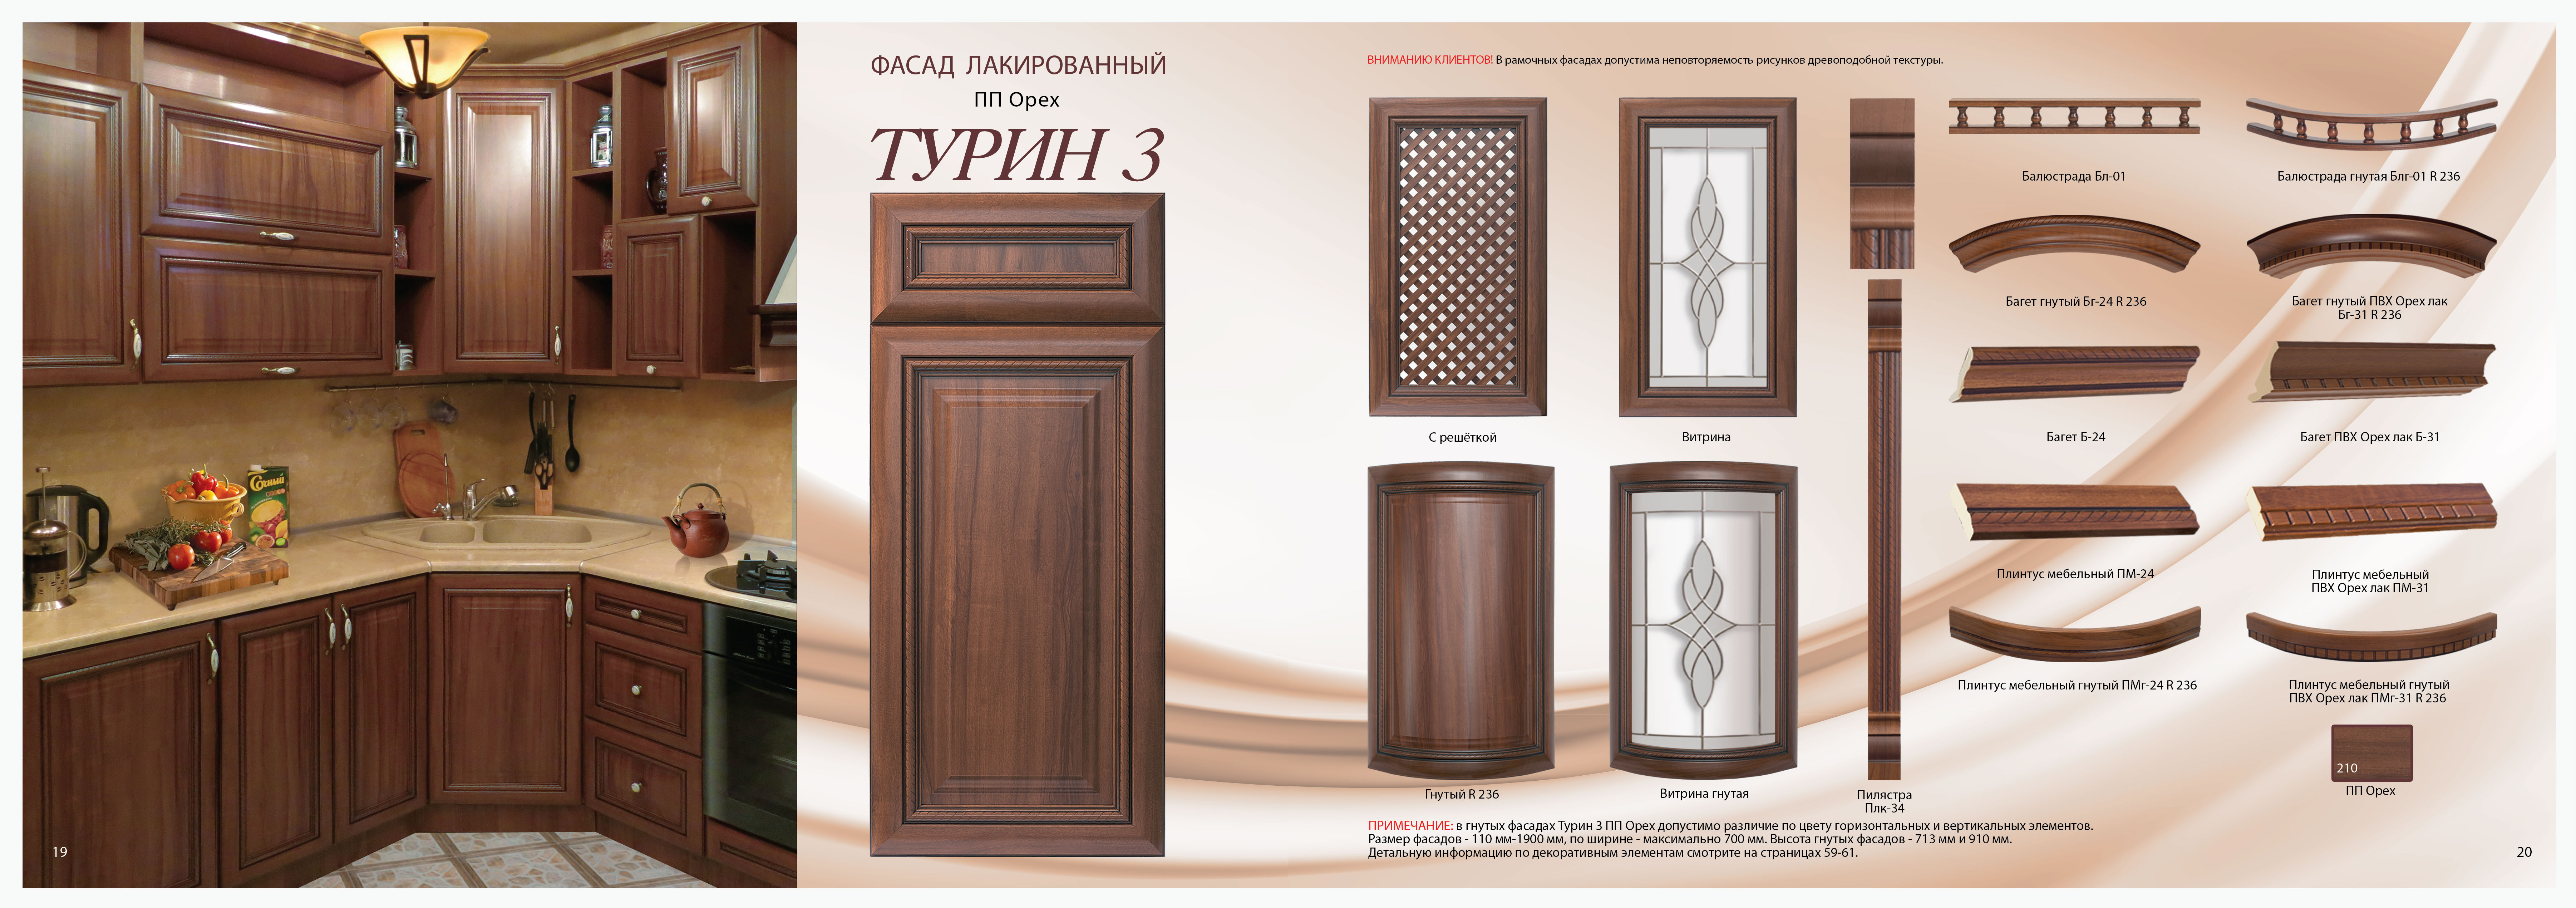 Сочный
19
ФАСАД ЛАКИРОВАННЫЙ
ПП Орех
ТУРИН 3
ВНИМАНИЮ КЛИЕНТОВ! В рамочных фасадах допустима неповторяемость рисунков древоподобной текстуры.
С решёткой
Витрина
Гнутый R 236
Витрина гнутая
Пилястра
Плк-34
Балюстрада Бл-01
Балюстрада гнутая Блг-01 R 236
Багет гнутый Бг-24 R 236
Багет гнутый ПВХ Орех лак
Бг-31 R 236
Багет Б-24
Багет ПВХ Орех лак Б-31
Плинтус мебельный ПМ-24
Плинтус мебельный
ПВХ Орех лак ПМ-31
Плинтус мебельный гнутый ПМг-24 R 236
Плинтус мебельный гнутый
ПВХ Орех лак ПМг-31 R 236
210
ПП Орех
ПРИМЕЧАНИЕ: в гнутых фасадах Турин 3 ПП Орех допустимо различие по цвету горизонтальных и вертикальных элементов.
Размер фасадов - 110 мм-1900 мм, по ширине - максимально 700 мм. Высота гнутых фасадов - 713 мм и 910 мм.
Детальную информацию по декоративным элементам смотрите на страницах 59-61.
20